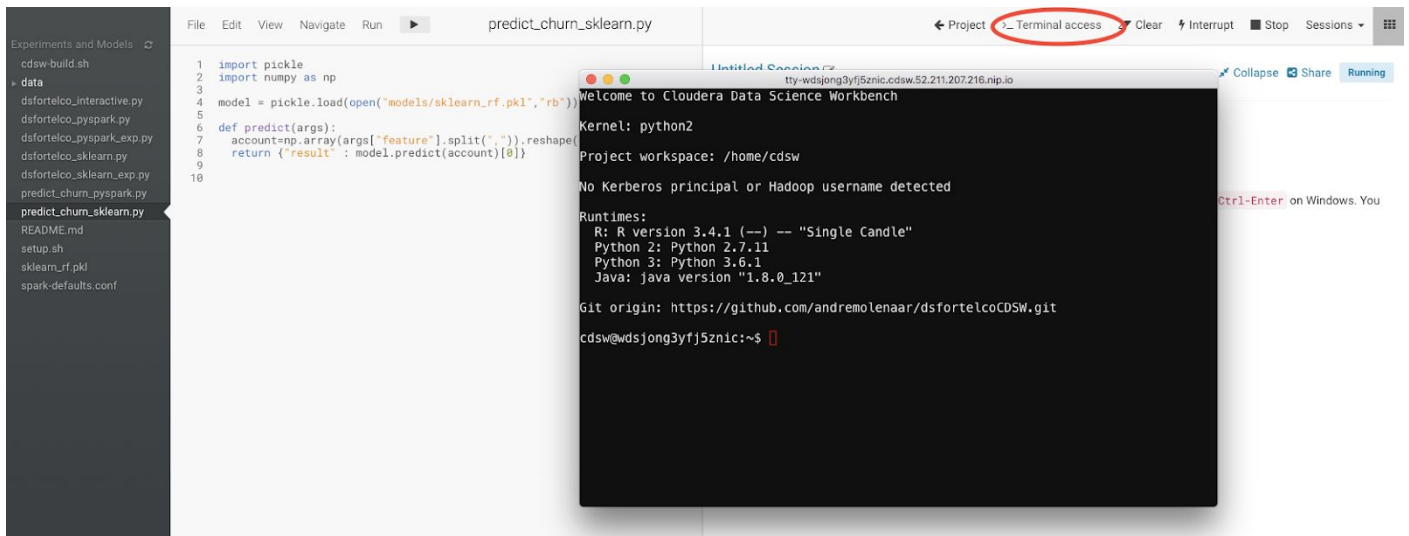 File Edit View Navigate Run predict_churn_sklearn.py Project >_ Terminal access Clear Interrupt Stop Sessions
Experiments and Models
cdsw-build.sh
data
dsfortelco_interactive.py
dsfortelco_pyspark.py
dsfortelco_pyspark_exp.py
dsfortelco_sklearn.py
dsfortelco_sklearn_exp.py
predict_churn_pyspark.py
predict_churn_sklearn.py
README.md
setup.sh
sklearn_rf.pkl
spark-defaults.conf
1 import pickle
2 import numpy as np
3
4 model = pickle.load(open("models/sklearn_rf.pkl","rb"))
5
6 def predict(args):
7 account=np.array(args["feature"].split(",")).reshape(
8 return {"result" : model.predict(account)[0]}
9
10
Untitled Session
Collapse Share Running
Ctrl-Enter on Windows. You
tty-wdsjong3yfj5znic.cdsw.52.211.207.216.nip.io
Welcome to Cloudera Data Science Workbench
Kernel: python2
Project workspace: /home/cdsw
No Kerberos principal or Hadoop username detected
Runtimes:
R: R version 3.4.1 (--) -- "Single Candle"
Python 2: Python 2.7.11
Python 3: Python 3.6.1
Java: java version "1.8.0_121"
Git origin: https://github.com/andremolenaar/dsfortelcoCDSW.git
cdsw@wdsjong3yfj5znic:~$